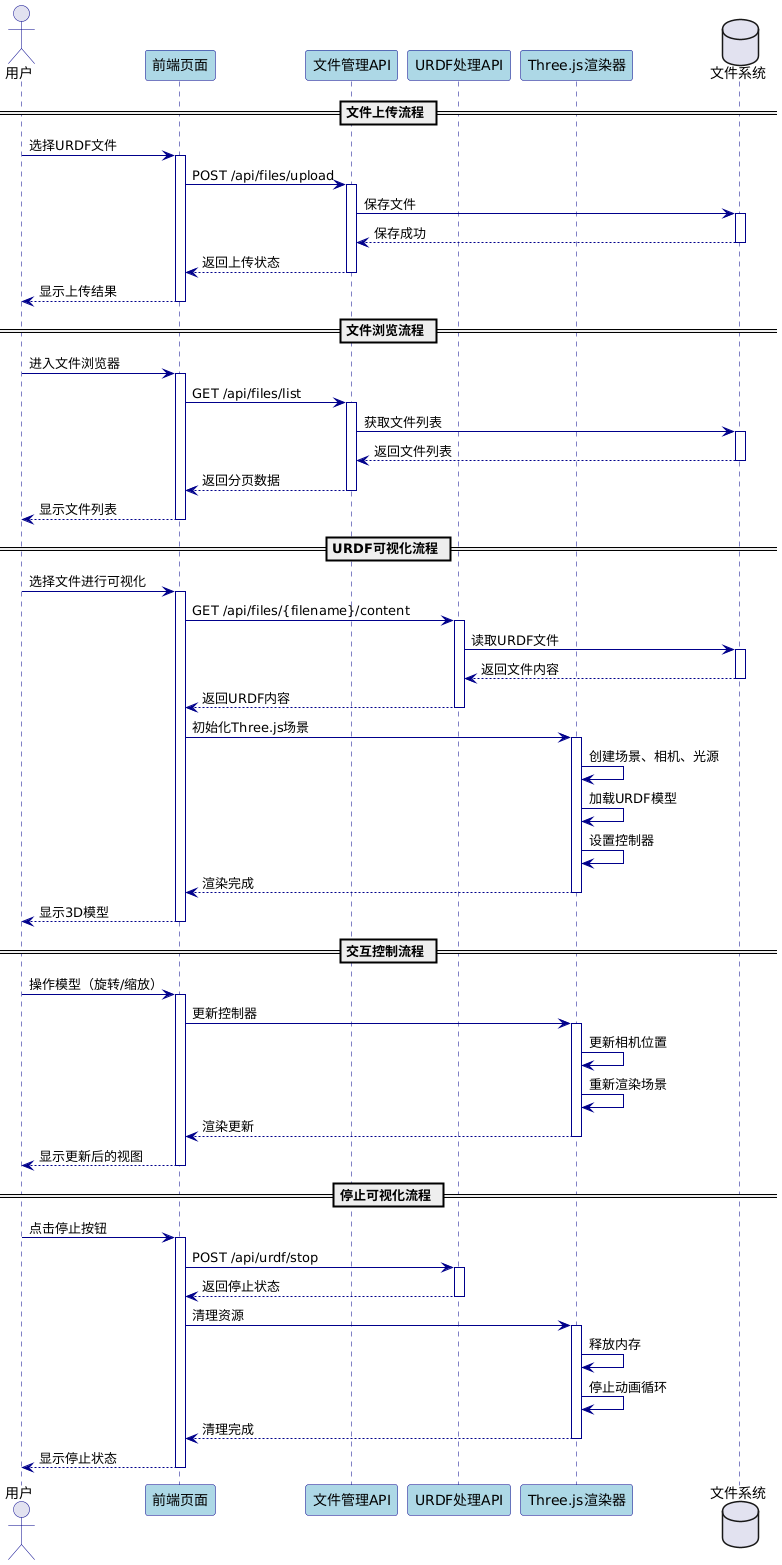 用户
前端页面
文件管理API
URDF处理API
Three.js渲染器
文件系统
文件上传流程
选择URDF文件
POST /api/files/upload
保存文件
保存成功
返回上传状态
显示上传结果
文件浏览流程
进入文件浏览器
GET /api/files/list
获取文件列表
返回文件列表
返回分页数据
显示文件列表
URDF可视化流程
选择文件进行可视化
GET /api/files/{filename}/content
读取URDF文件
返回文件内容
返回URDF内容
初始化Three.js场景
创建场景、相机、光源
加载URDF模型
设置控制器
渲染完成
显示3D模型
交互控制流程
操作模型（旋转/缩放）
更新控制器
更新相机位置
重新渲染场景
渲染更新
显示更新后的视图
停止可视化流程
点击停止按钮
POST /api/urdf/stop
返回停止状态
清理资源
释放内存
停止动画循环
清理完成
显示停止状态
用户
前端页面
文件管理API
URDF处理API
Three.js渲染器
文件系统